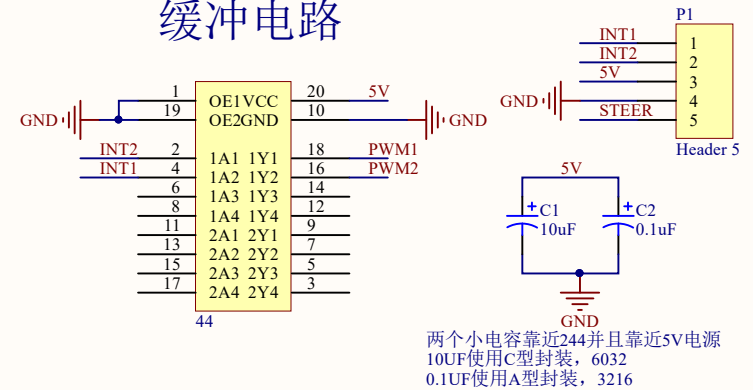 缓冲电路
P1
INT1 1
INT2 2
5V 3
GND 4
STEER 5
Header 5
1 OE1 VCC 20 5V
GND 19 OE2 GND 10 GND
INT2 2 1A1 1Y1 18 PWM1
INT1 4 1A2 1Y2 16 PWM2
6 1A3 1Y3 14
8 1A4 1Y4 12
11 2A1 2Y1 9
13 2A2 2Y2 7
15 2A3 2Y3 5
17 2A4 2Y4 3
44
5V
+ C1 + C2
10uF 0.1uF
GND
两个小电容靠近244并且靠近5V电源
10UF使用C型封装，6032
0.1UF使用A型封装，3216